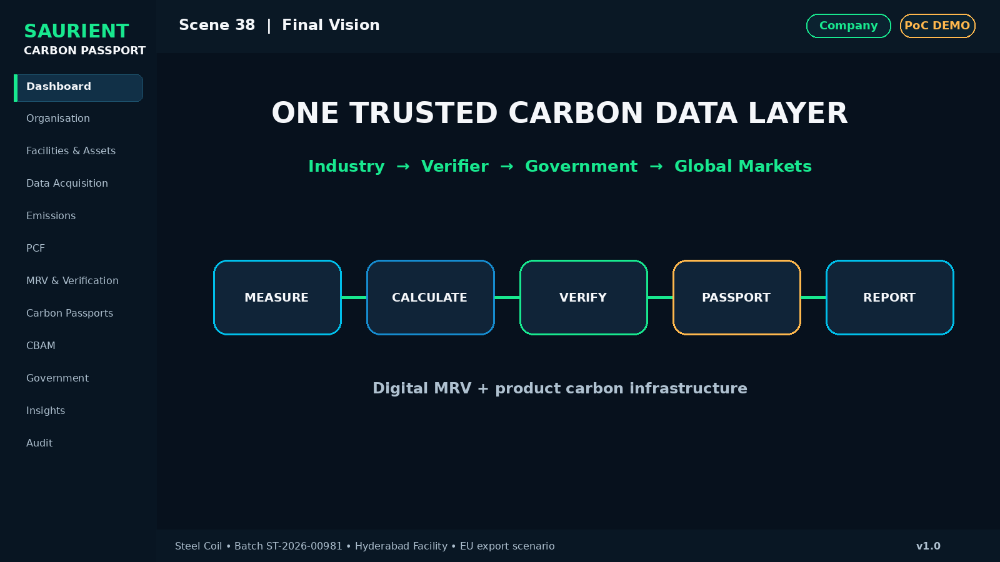 SAURIENT
CARBON PASSPORT
Dashboard
Organisation
Facilities & Assets
Data Acquisition
Emissions
PCF
MRV & Verification
Carbon Passports
CBAM
Government
Insights
Audit
Scene 38 | Final Vision
Company
PoC DEMO
ONE TRUSTED CARBON DATA LAYER
Industry → Verifier → Government → Global Markets
MEASURE
CALCULATE
VERIFY
PASSPORT
REPORT
Digital MRV + product carbon infrastructure
Steel Coil • Batch ST-2026-00981 • Hyderabad Facility • EU export scenario
v1.0